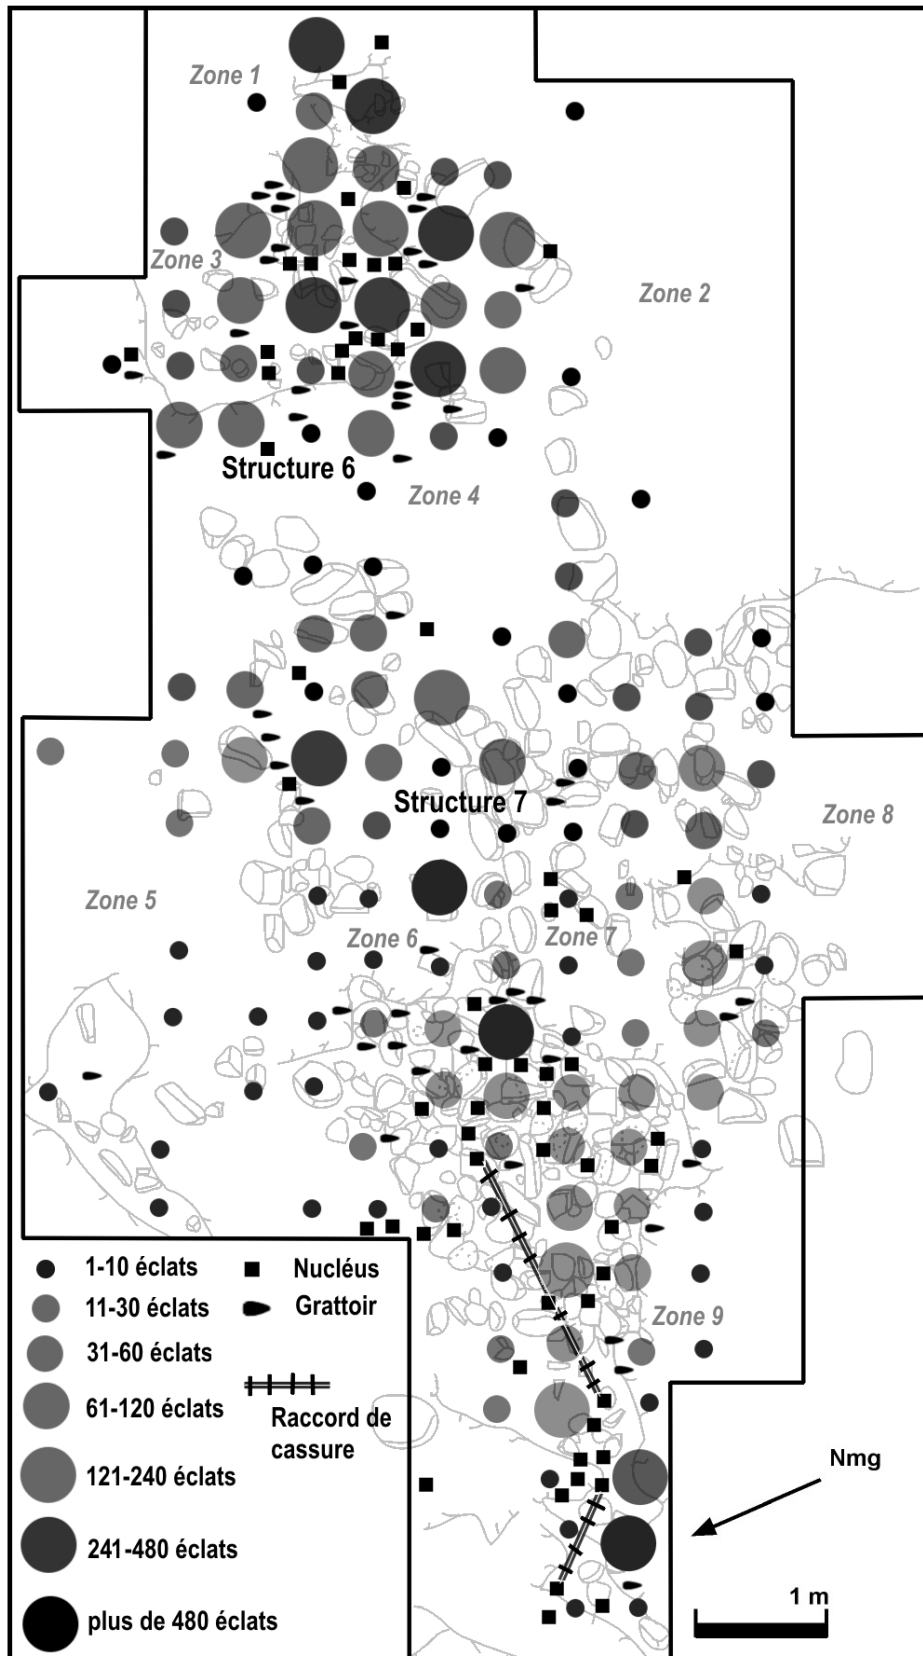 Zone 1
Zone 3
Zone 2
Structure 6
Zone 4
Structure 7
Zone 8
Zone 5
Zone 6
Zone 7
1-10 éclats
11-30 éclats
31-60 éclats
61-120 éclats
121-240 éclats
241-480 éclats
plus de 480 éclats
Nucléus
Grattoir
Raccord de
cassure
Zone 9
Nmg
1 m